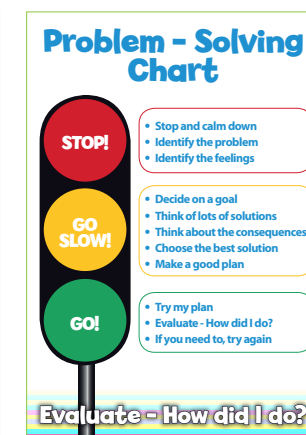 Problem - Solving
Chart
STOP!
• Stop and calm down
• Identify the problem
• Identify the feelings
GO
SLOW!
• Decide on a goal
• Think of lots of solutions
• Think about the consequences
• Choose the best solution
• Make a good plan
GO!
• Try my plan
• Evaluate - How did I do?
• If you need to, try again
Evaluate - How did I do?